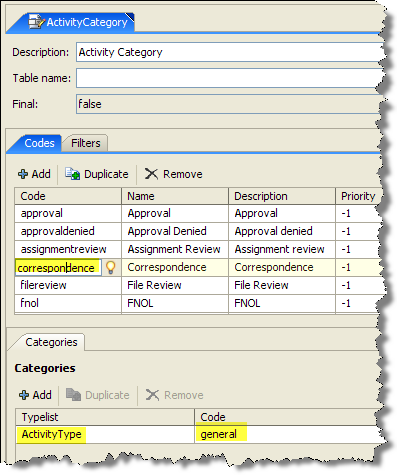 ActivityCategory
Description: Activity Category
Table name:
Final: false
Codes Filters
Add Duplicate Remove
Code Name Description Priority
approval Approval Approval -1
approvaldenied Approval Denied Approval denied -1
assignmentreview Assignment Review Assignment review -1
correspondence Correspondence Correspondence -1
filereview File Review File Review -1
fnol FNOL FNOL -1
Categories
Categories
Add Duplicate Remove
Typelist Code
ActivityType general